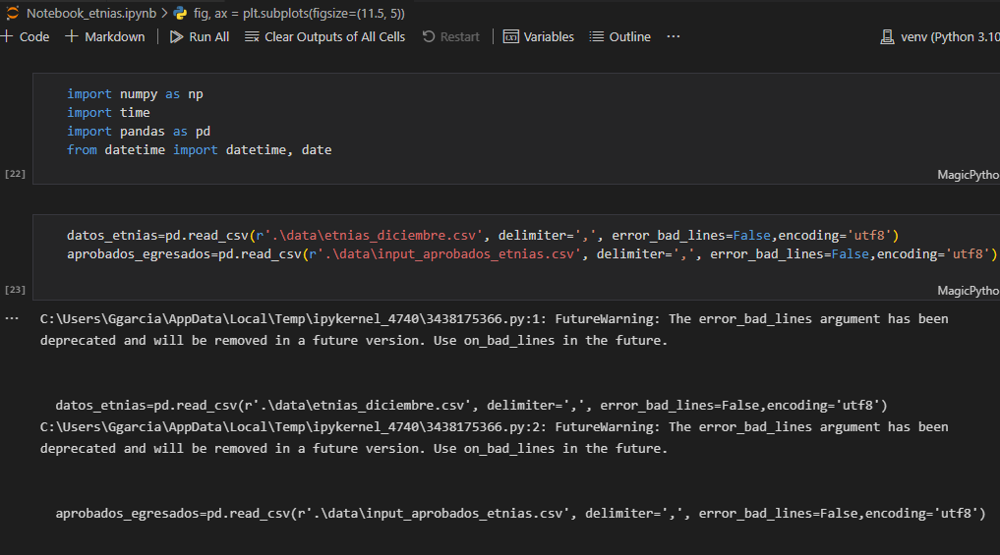 Notebook_etnias.ipynb > fig, ax = plt.subplots(figsize=(11.5, 5))
+ Code + Markdown | Run All Clear Outputs of All Cells Restart | Variables Outline ... venv (Python 3.10
import numpy as np
import time
import pandas as pd
from datetime import datetime, date
[22]
MagicPytho
datos_etnias=pd.read_csv(r'.\data\etnias_diciembre.csv', delimiter=',', error_bad_lines=False,encoding='utf8')
aprobados_egresados=pd.read_csv(r'.\data\input_aprobados_etnias.csv', delimiter=',', error_bad_lines=False,encoding='utf8')
[23]
MagicPytho
... C:\Users\Ggarcia\AppData\Local\Temp\ipykernel_4740\3438175366.py:1: FutureWarning: The error_bad_lines argument has been
deprecated and will be removed in a future version. Use on_bad_lines in the future.
datos_etnias=pd.read_csv(r'.\data\etnias_diciembre.csv', delimiter=',', error_bad_lines=False,encoding='utf8')
C:\Users\Ggarcia\AppData\Local\Temp\ipykernel_4740\3438175366.py:2: FutureWarning: The error_bad_lines argument has been
deprecated and will be removed in a future version. Use on_bad_lines in the future.
aprobados_egresados=pd.read_csv(r'.\data\input_aprobados_etnias.csv', delimiter=',', error_bad_lines=False,encoding='utf8')